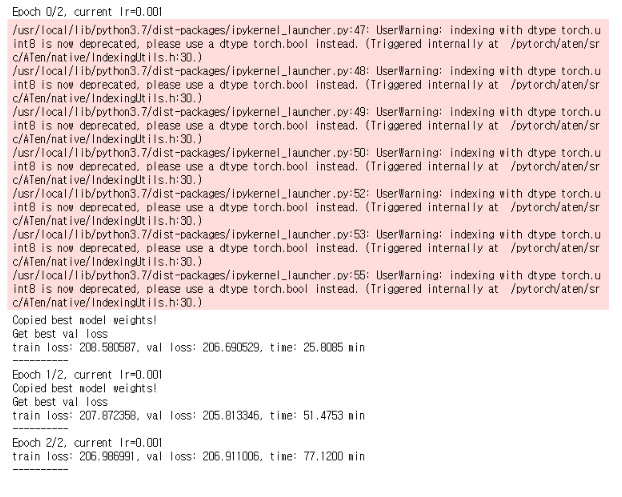 Epoch 0/2, current lr=0.001
/usr/local/lib/python3.7/dist-packages/ipykernel_launcher.py:47: UserWarning: indexing with dtype torch.u
int8 is now deprecated, please use a dtype torch.bool instead. (Triggered internally at  /pytorch/aten/sr
c/ATen/native/IndexingUtils.h:30.)
/usr/local/lib/python3.7/dist-packages/ipykernel_launcher.py:48: UserWarning: indexing with dtype torch.u
int8 is now deprecated, please use a dtype torch.bool instead. (Triggered internally at  /pytorch/aten/sr
c/ATen/native/IndexingUtils.h:30.)
/usr/local/lib/python3.7/dist-packages/ipykernel_launcher.py:49: UserWarning: indexing with dtype torch.u
int8 is now deprecated, please use a dtype torch.bool instead. (Triggered internally at  /pytorch/aten/sr
c/ATen/native/IndexingUtils.h:30.)
/usr/local/lib/python3.7/dist-packages/ipykernel_launcher.py:50: UserWarning: indexing with dtype torch.u
int8 is now deprecated, please use a dtype torch.bool instead. (Triggered internally at  /pytorch/aten/sr
c/ATen/native/IndexingUtils.h:30.)
/usr/local/lib/python3.7/dist-packages/ipykernel_launcher.py:52: UserWarning: indexing with dtype torch.u
int8 is now deprecated, please use a dtype torch.bool instead. (Triggered internally at  /pytorch/aten/sr
c/ATen/native/IndexingUtils.h:30.)
/usr/local/lib/python3.7/dist-packages/ipykernel_launcher.py:53: UserWarning: indexing with dtype torch.u
int8 is now deprecated, please use a dtype torch.bool instead. (Triggered internally at  /pytorch/aten/sr
c/ATen/native/IndexingUtils.h:30.)
/usr/local/lib/python3.7/dist-packages/ipykernel_launcher.py:55: UserWarning: indexing with dtype torch.u
int8 is now deprecated, please use a dtype torch.bool instead. (Triggered internally at  /pytorch/aten/sr
c/ATen/native/IndexingUtils.h:30.)
Copied best model weights!
Get best val loss
train loss: 208.580587, val loss: 206.690529, time: 25.8085 min
----------
Epoch 1/2, current lr=0.001
Copied best model weights!
Get best val loss
train loss: 207.872358, val loss: 205.813346, time: 51.4753 min
----------
Epoch 2/2, current lr=0.001
train loss: 206.986991, val loss: 206.911006, time: 77.1200 min
----------